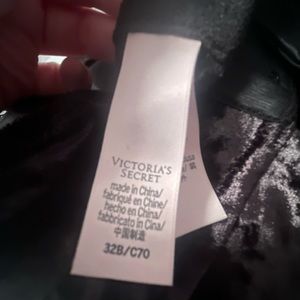 VICTORIA'S
SECRET
made in China/
fabriqué en Chine/
hecho en China/
fabbricato in Cina/
中国制造
32B/C70